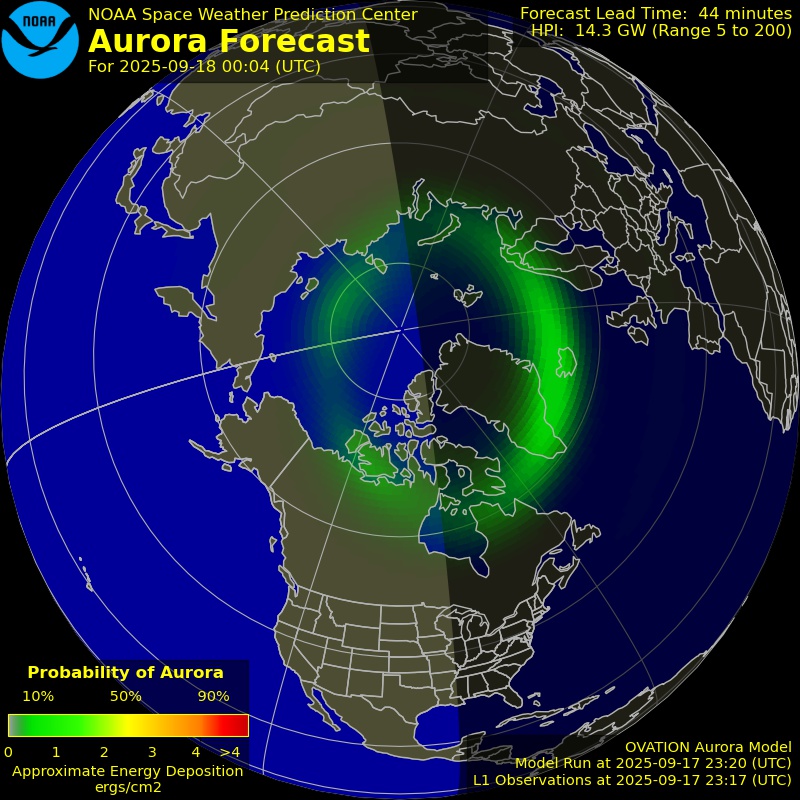 NOAA
NOAA Space Weather Prediction Center
Aurora Forecast
For 2025-09-18 00:04 (UTC)
Forecast Lead Time: 44 minutes
HPI: 14.3 GW (Range 5 to 200)
Probability of Aurora
10% 50% 90%
0 1 2 3 4 >4
Approximate Energy Deposition
ergs/cm2
OVATION Aurora Model
Model Run at 2025-09-17 23:20 (UTC)
L1 Observations at 2025-09-17 23:17 (UTC)